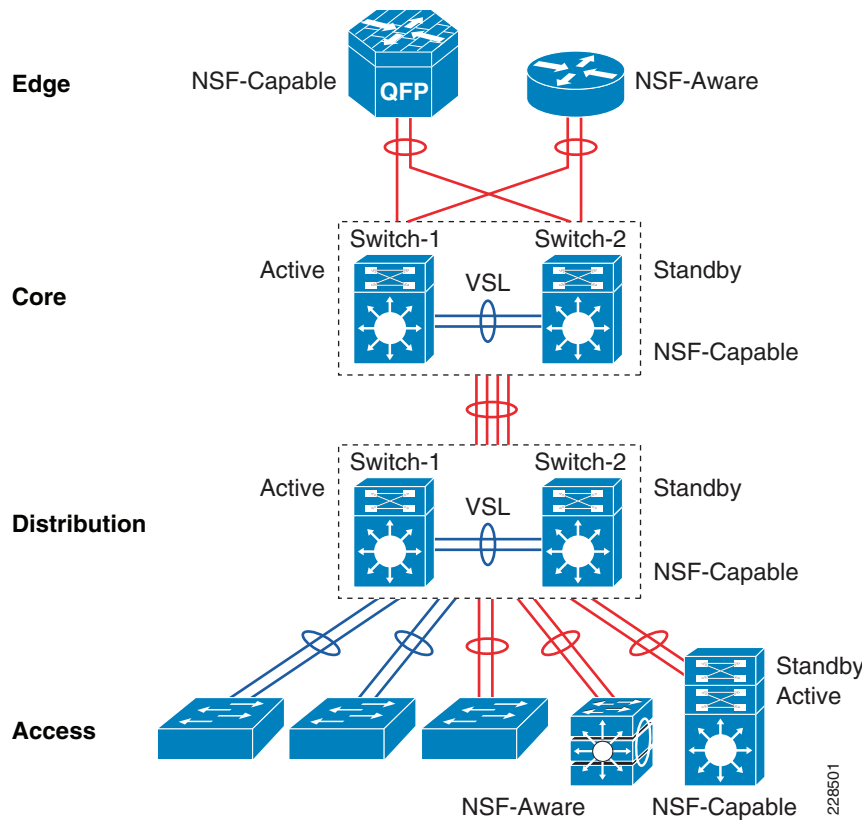 Edge
NSF-Capable
QFP
NSF-Aware
Switch-1
Switch-2
Active
VSL
Standby
Core
NSF-Capable
Switch-1
Switch-2
Active
VSL
Standby
Distribution
NSF-Capable
Standby
Active
Access
NSF-Aware
NSF-Capable
228501